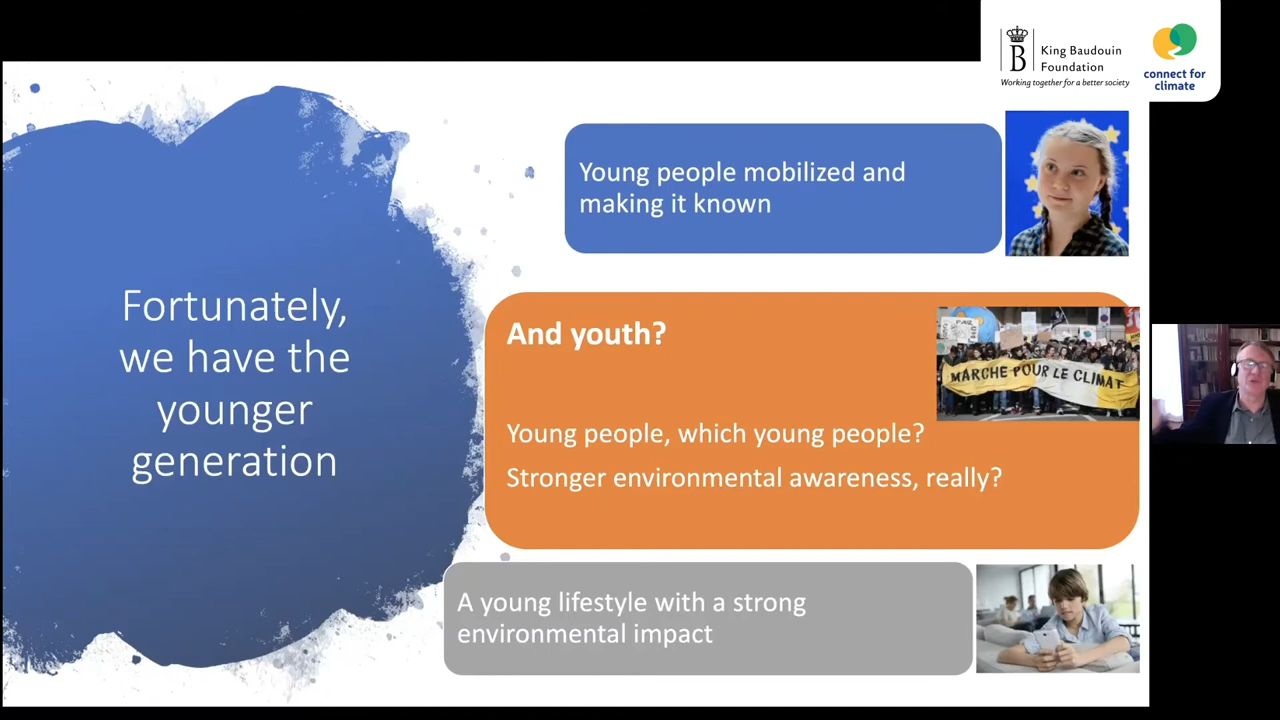 B
King Baudouin
Foundation
Working together for a better society
connect for
climate
Fortunately,
we have the
younger
generation
Young people mobilized and
making it known
And youth?
MARCHE POUR LE CLIMAT
Young people, which young people?
Stronger environmental awareness, really?
A young lifestyle with a strong
environmental impact